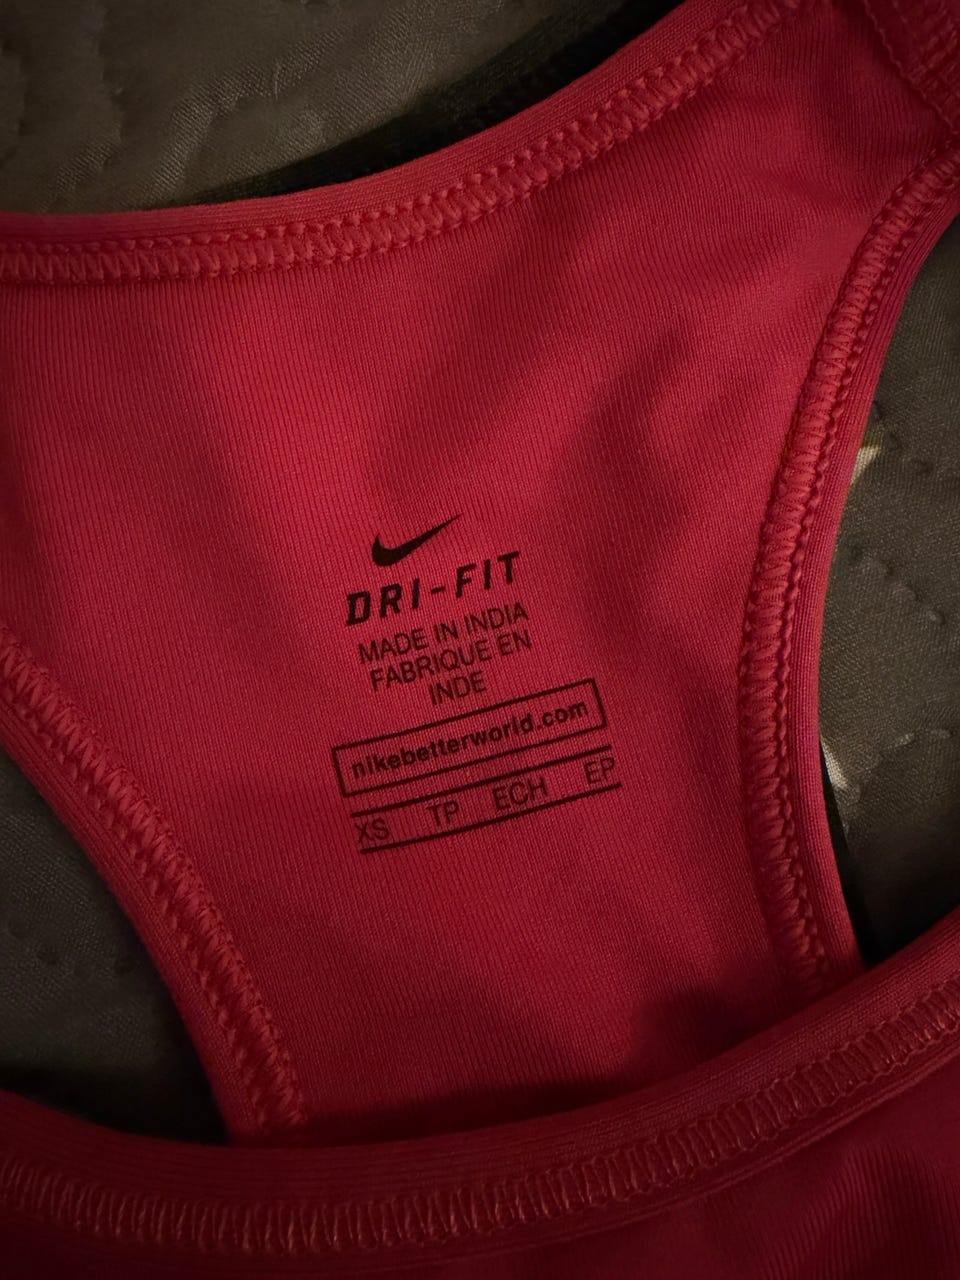 DRI-FIT
MADE IN INDIA
FABRIQUE EN
INDE
nikebetterworld.com
XS TP ECH EP